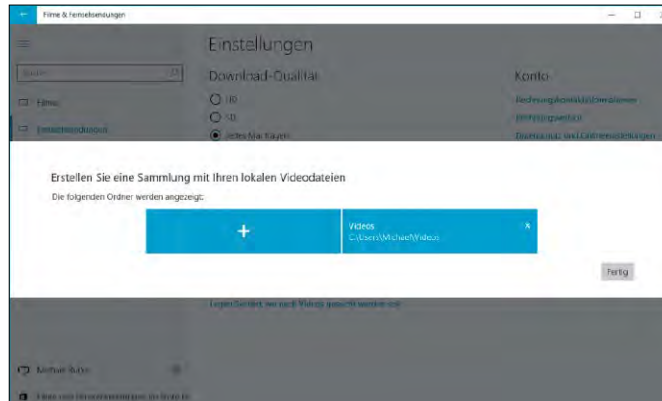 Filme & Fernsehsendungen
Einstellungen
Download-Qualität
Konto
HD
SD
Jedes Mal fragen
Filme
Fernsehsendungen
Erstellen Sie eine Sammlung mit Ihren lokalen Videodateien
Die folgenden Ordner werden angezeigt:
+
Videos
x
C:\Users\Michael\Videos
Fertig